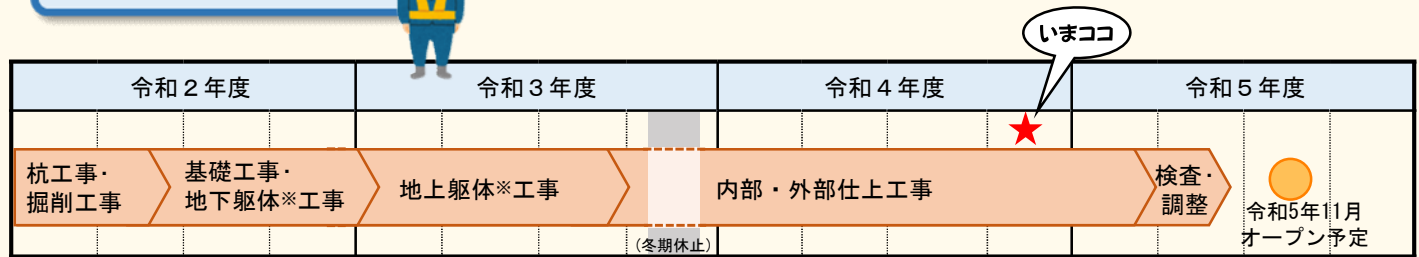 いまココ
令和２年度
令和３年度
令和４年度
令和５年度
杭工事・
掘削工事
基礎工事・
地下躯体※工事
地上躯体※工事
(冬期休止)
内部・外部仕上工事
検査・
調整
令和5年11月
オープン予定